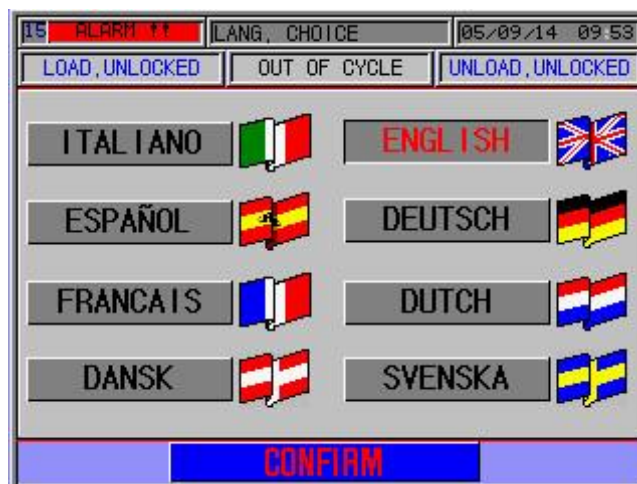 15 ALARM !! LANG, CHOICE 05/09/14 09:53
LOAD,UNLOCKED OUT OF CYCLE UNLOAD,UNLOCKED
ITALIANO ENGLISH
ESPAÑOL DEUTSCH
FRANCAIS DUTCH
DANSK SVENSKA
CONFIRM